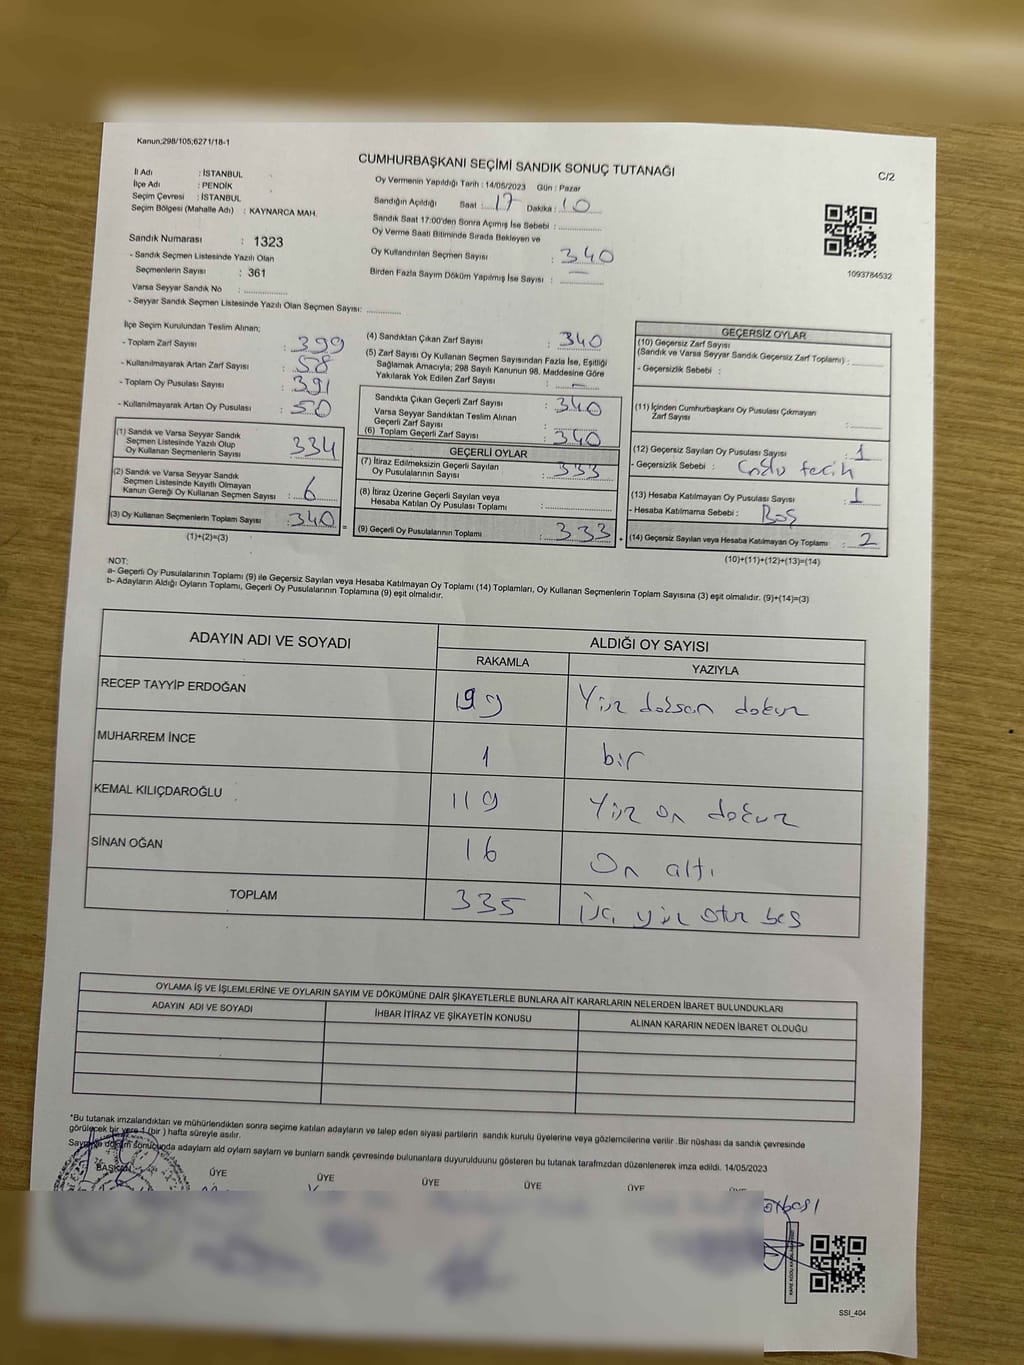 Kanun;298/105;6271/18-1
CUMHURBAŞKANI SEÇİMİ SANDIK SONUÇ TUTANAĞI
C/2
İl Adı : İSTANBUL
İlçe Adı : PENDİK
Seçim Çevresi : İSTANBUL
Seçim Bölgesi (Mahalle Adı) : KAYNARCA MAH.
Sandık Numarası : 1323
- Sandık Seçmen Listesinde Yazılı Olan
Seçmenlerin Sayısı : 361
Varsa Seyyar Sandık No : ..............
- Seyyar Sandık Seçmen Listesinde Yazılı Olan Seçmen Sayısı: ............
Oy Vermenin Yapıldığı Tarih : 14/05/2023 Gün : Pazar
Sandığın Açıldığı Saat :..17.. Dakika :10....
Sandık Saat 17:00'den Sonra Açımış İse Sebebi : ..............
Oy Verme Saati Bitiminde Sırada Bekleyen ve
Oy Kullandırılan Seçmen Sayısı : 340
Birden Fazla Sayım Döküm Yapılmış İse Sayısı : —
1093784532
İlçe Seçim Kurulundan Teslim Alınan;
- Toplam Zarf Sayısı : 399
- Kullanılmayarak Artan Zarf Sayısı : 58
- Toplam Oy Pusulası Sayısı : 391
- Kullanılmayarak Artan Oy Pusulası : 50
(1) Sandık ve Varsa Seyyar Sandık
Seçmen Listesinde Yazılı Olup
Oy Kullanan Seçmenlerin Sayısı : 334
(2) Sandık ve Varsa Seyyar Sandık
Seçmen Listesinde Kayıtlı Olmayan
Kanun Gereği Oy Kullanan Seçmen Sayısı : 6
(3) Oy Kullanan Seçmenlerin Toplam Sayısı : 340 =
(1)+(2)=(3)
(4) Sandıktan Çıkan Zarf Sayısı : 340
(5) Zarf Sayısı Oy Kullanan Seçmen Sayısından Fazla İse, Eşitliği
Sağlamak Amacıyla; 298 Sayılı Kanunun 98. Maddesine Göre
Yakılarak Yok Edilen Zarf Sayısı : —
Sandıkta Çıkan Geçerli Zarf Sayısı : 340
Varsa Seyyar Sandıktan Teslim Alınan
Geçerli Zarf Sayısı :
(6) Toplam Geçerli Zarf Sayısı : 340
GEÇERLİ OYLAR
(7) İtiraz Edilmeksizin Geçerli Sayılan
Oy Pusulalarının Sayısı : 333
(8) İtiraz Üzerine Geçerli Sayılan veya
Hesaba Katılan Oy Pusulası Toplamı : ..............
(9) Geçerli Oy Pusulalarının Toplamı : 333 +
GEÇERSİZ OYLAR
(10) Geçersiz Zarf Sayısı
(Sandık ve Varsa Seyyar Sandık Geçersiz Zarf Toplamı) : ........
- Geçersizlik Sebebi :
(11) İçinden Cumhurbaşkanı Oy Pusulası Çıkmayan
Zarf Sayısı : ........
(12) Geçersiz Sayılan Oy Pusulası Sayısı : 1
- Geçersizlik Sebebi :
(13) Hesaba Katılmayan Oy Pusulası Sayısı : 1
- Hesaba Katılmama Sebebi : Boş
(14) Geçersiz Sayılan veya Hesaba Katılmayan Oy Toplamı : 2
(10)+(11)+(12)+(13)=(14)
NOT:
a- Geçerli Oy Pusulalarının Toplamı (9) ile Geçersiz Sayılan veya Hesaba Katılmayan Oy Toplamı (14) Toplamları, Oy Kullanan Seçmenlerin Toplam Sayısına (3) eşit olmalıdır. (9)+(14)=(3)
b- Adayların Aldığı Oyların Toplamı, Geçerli Oy Pusulalarının Toplamına (9) eşit olmalıdır.
ADAYIN ADI VE SOYADI ALDIĞI OY SAYISI
RAKAMLA YAZIYLA
RECEP TAYYİP ERDOĞAN 199 Yüz doksan dokuz
MUHARREM İNCE 1 bir
KEMAL KILIÇDAROĞLU 119 Yüz on dokuz
SİNAN OĞAN 16 On altı
TOPLAM 335 yüz otuz beş
OYLAMA İŞ VE İŞLEMLERİNE VE OYLARIN SAYIM VE DÖKÜMÜNE DAİR ŞİKAYETLERLE BUNLARA AİT KARARLARIN NELERDEN İBARET BULUNDUKLARI
ADAYIN ADI VE SOYADI İHBAR İTİRAZ VE ŞİKAYETİN KONUSU ALINAN KARARIN NEDEN İBARET OLDUĞU
*Bu tutanak imzalandıktan ve mühürlendikten sonra seçime katılan adayların ve talep eden siyasi partilerin sandık kurulu üyelerine veya gözlemcilerine verilir .Bir nüshası da sandık çevresinde
görülecek bir yere 1 (bir ) hafta süreyle asılır.
Sayım ve döküm sonucunda adayların aldı oyların sayların ve bunların sandık çevresinde bulunanlara duyurulduunu gösteren bu tutanak tarafımzdan düzenlenerek imza edildi. 14/05/2023
BAŞKAN ÜYE ÜYE ÜYE ÜYE ÜYE
SSI_404